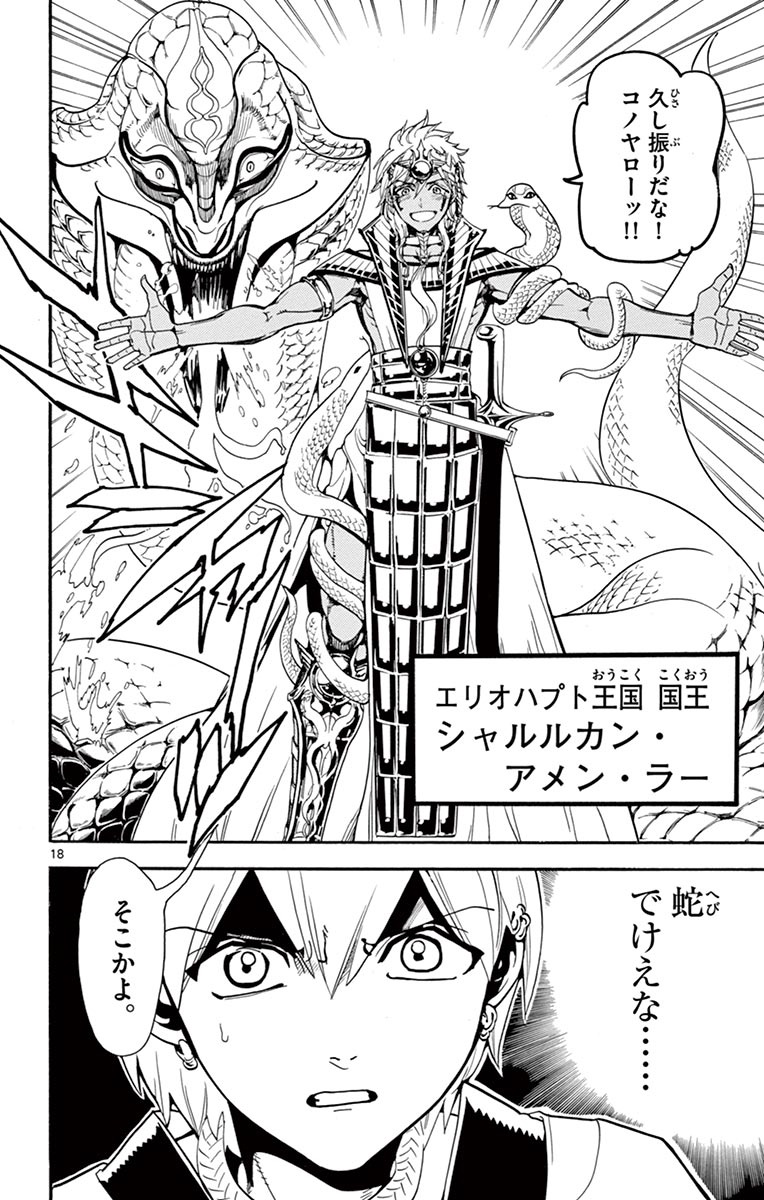 久し振りだな！
コノヤローッ!!
エリオハプト王国 国王
シャルルカン・
アメン・ラー
18
蛇でけえな……
そこかよ。